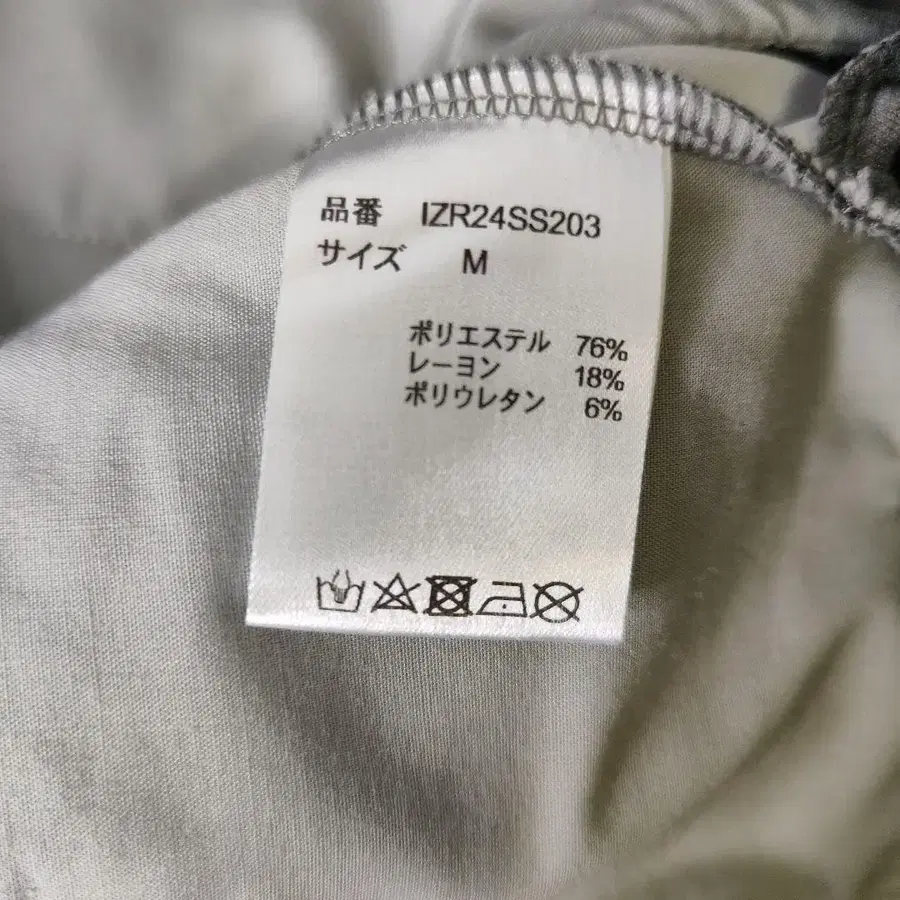 品番 IZR24SS203
サイズ M
ポリエステル 76%
レーヨン 18%
ポリウレタン 6%